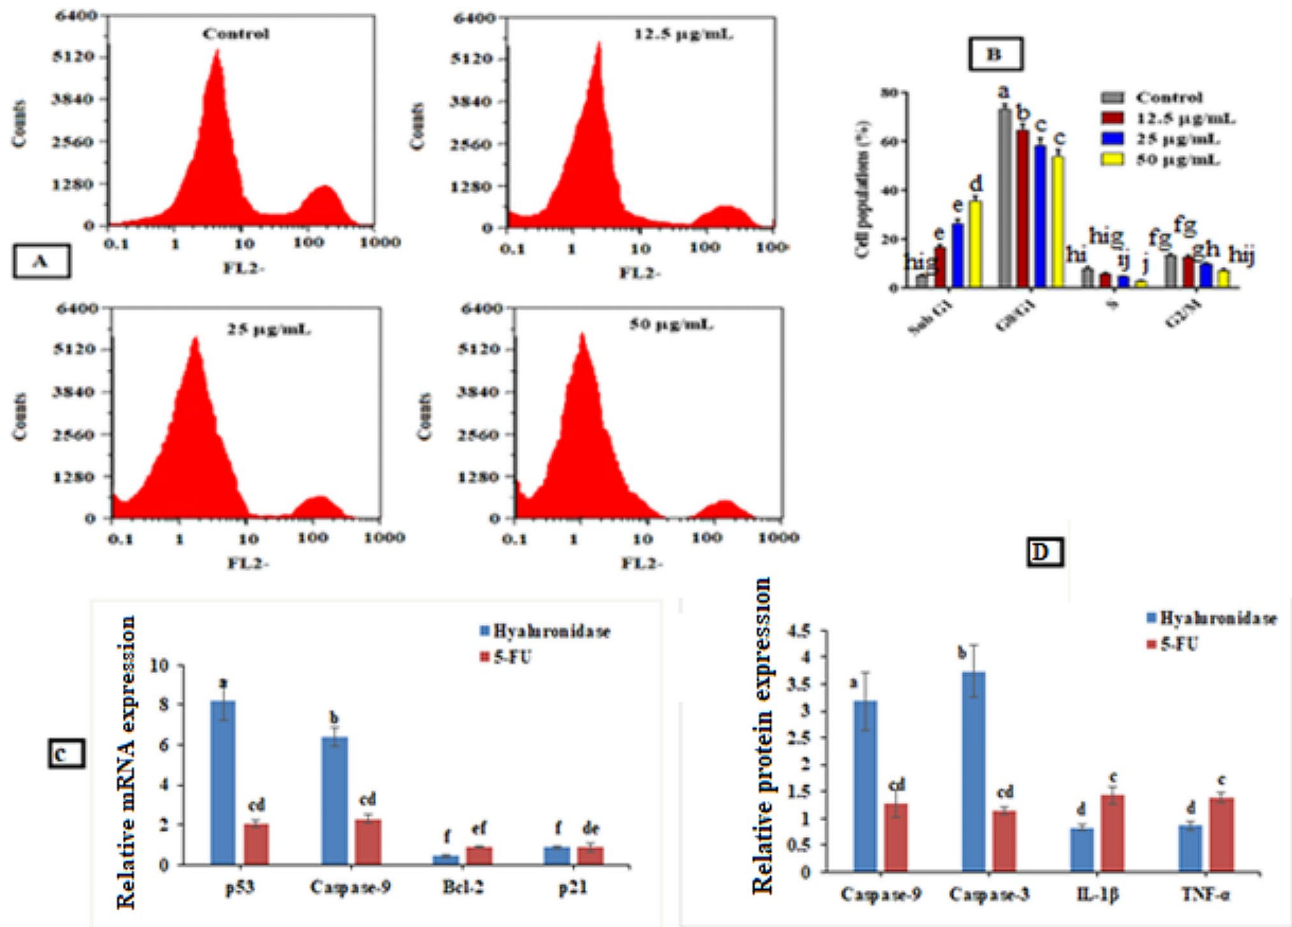 6400
5120
3840
2560
1280
0
Counts
Control
0.1 1 10 100 1000
FL2-
6400
5120
3840
2560
1280
0
Counts
12.5 µg/mL
0.1 1 10 100 1000
FL2-
A
6400
5120
3840
2560
1280
0
Counts
25 µg/mL
0.1 1 10 100 1000
FL2-
6400
5120
3840
2560
1280
0
Counts
50 µg/mL
0.1 1 10 100 1000
FL2-
B
80
60
40
20
0
Cell populations (%)
Control
12.5 µg/mL
25 µg/mL
50 µg/mL
a
b
c
c
d
e
e
hi
hi
fg
fg
ij
j
gh
hij
Sub G1
G0/G1
S
G2/M
C
Relative mRNA expression
Hyaluronidase
5-FU
10
8
6
4
2
0
a
cd
b
cd
f
ef
f
de
p53 Caspase-9 Bcl-2 p21
D
Relative protein expression
Hyaluronidase
5-FU
4.5
4
3.5
3
2.5
2
1.5
1
0.5
0
a
cd
b
cd
d
c
d
c
Caspase-9 Caspase-3 IL-1β TNF-α